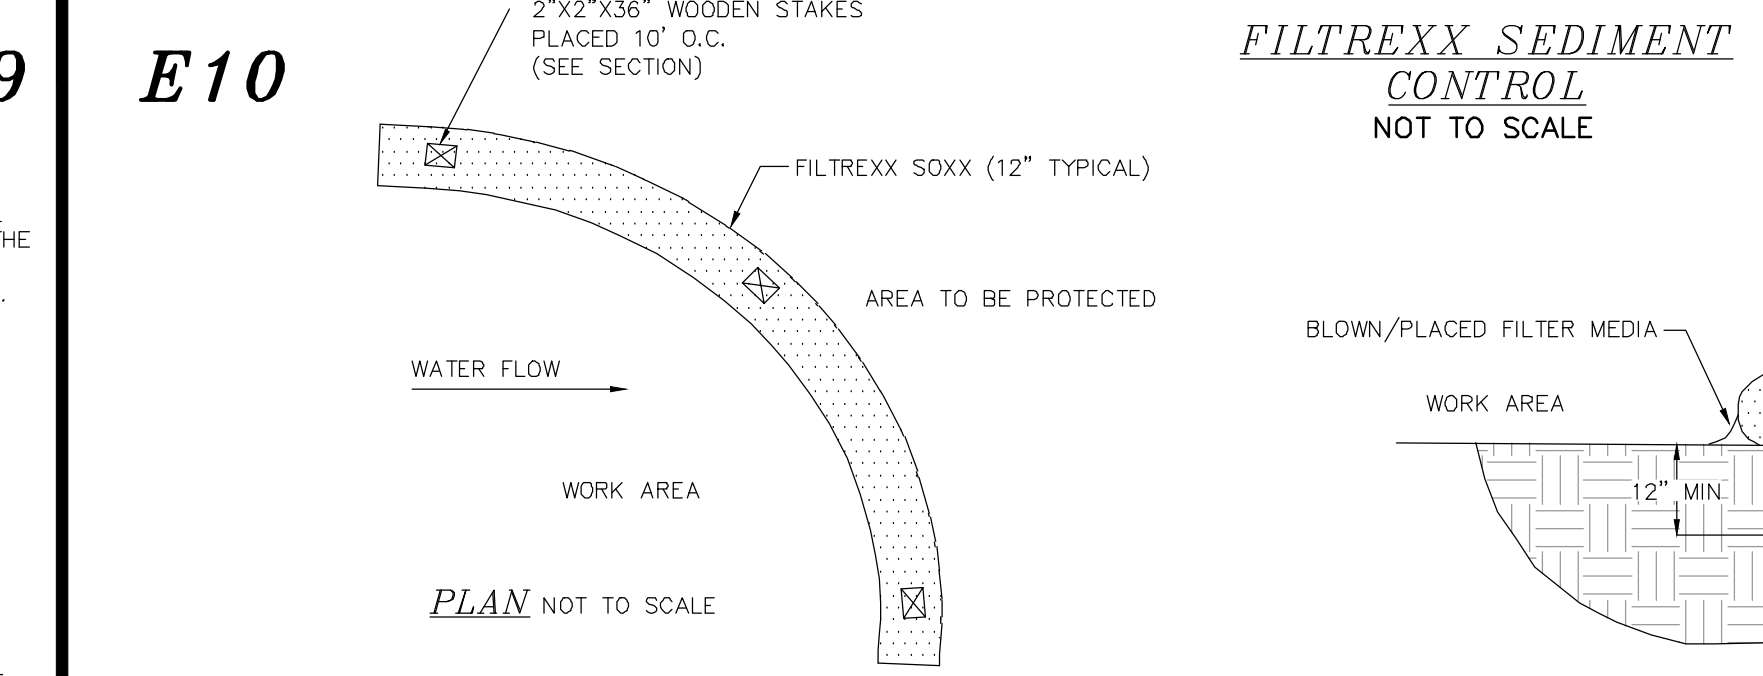 9
E10
2"X2"X36" WOODEN STAKES
PLACED 10' O.C.
(SEE SECTION)
FILTREXX SEDIMENT
CONTROL
NOT TO SCALE
FILTREXX SOXX (12" TYPICAL)
THE
AREA TO BE PROTECTED
BLOWN/PLACED FILTER MEDIA
WATER FLOW
WORK AREA
WORK AREA
12" MIN
PLAN NOT TO SCALE